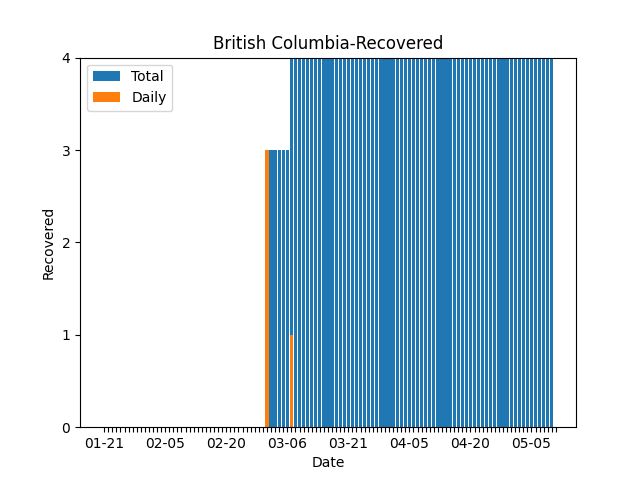 British Columbia-Recovered
Total
Daily
4
3
2
1
0
Recovered
01-21 02-05 02-20 03-06 03-21 04-05 04-20 05-05
Date